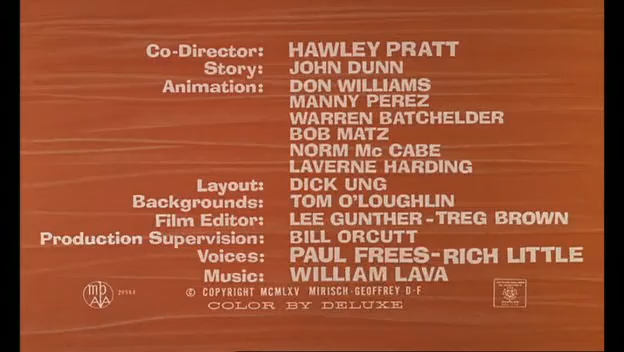 Co-Director: HAWLEY PRATT
Story: JOHN DUNN
Animation: DON WILLIAMS
MANNY PEREZ
WARREN BATCHELDER
BOB MATZ
NORM Mc CABE
LAVERNE HARDING
Layout: DICK UNG
Backgrounds: TOM O'LOUGHLIN
Film Editor: LEE GUNTHER-TREG BROWN
Production Supervision: BILL ORCUTT
Voices: PAUL FREES-RICH LITTLE
Music: WILLIAM LAVA
© COPYRIGHT MCMLXV MIRISCH-GEOFFREY D-F
COLOR BY DELUXE